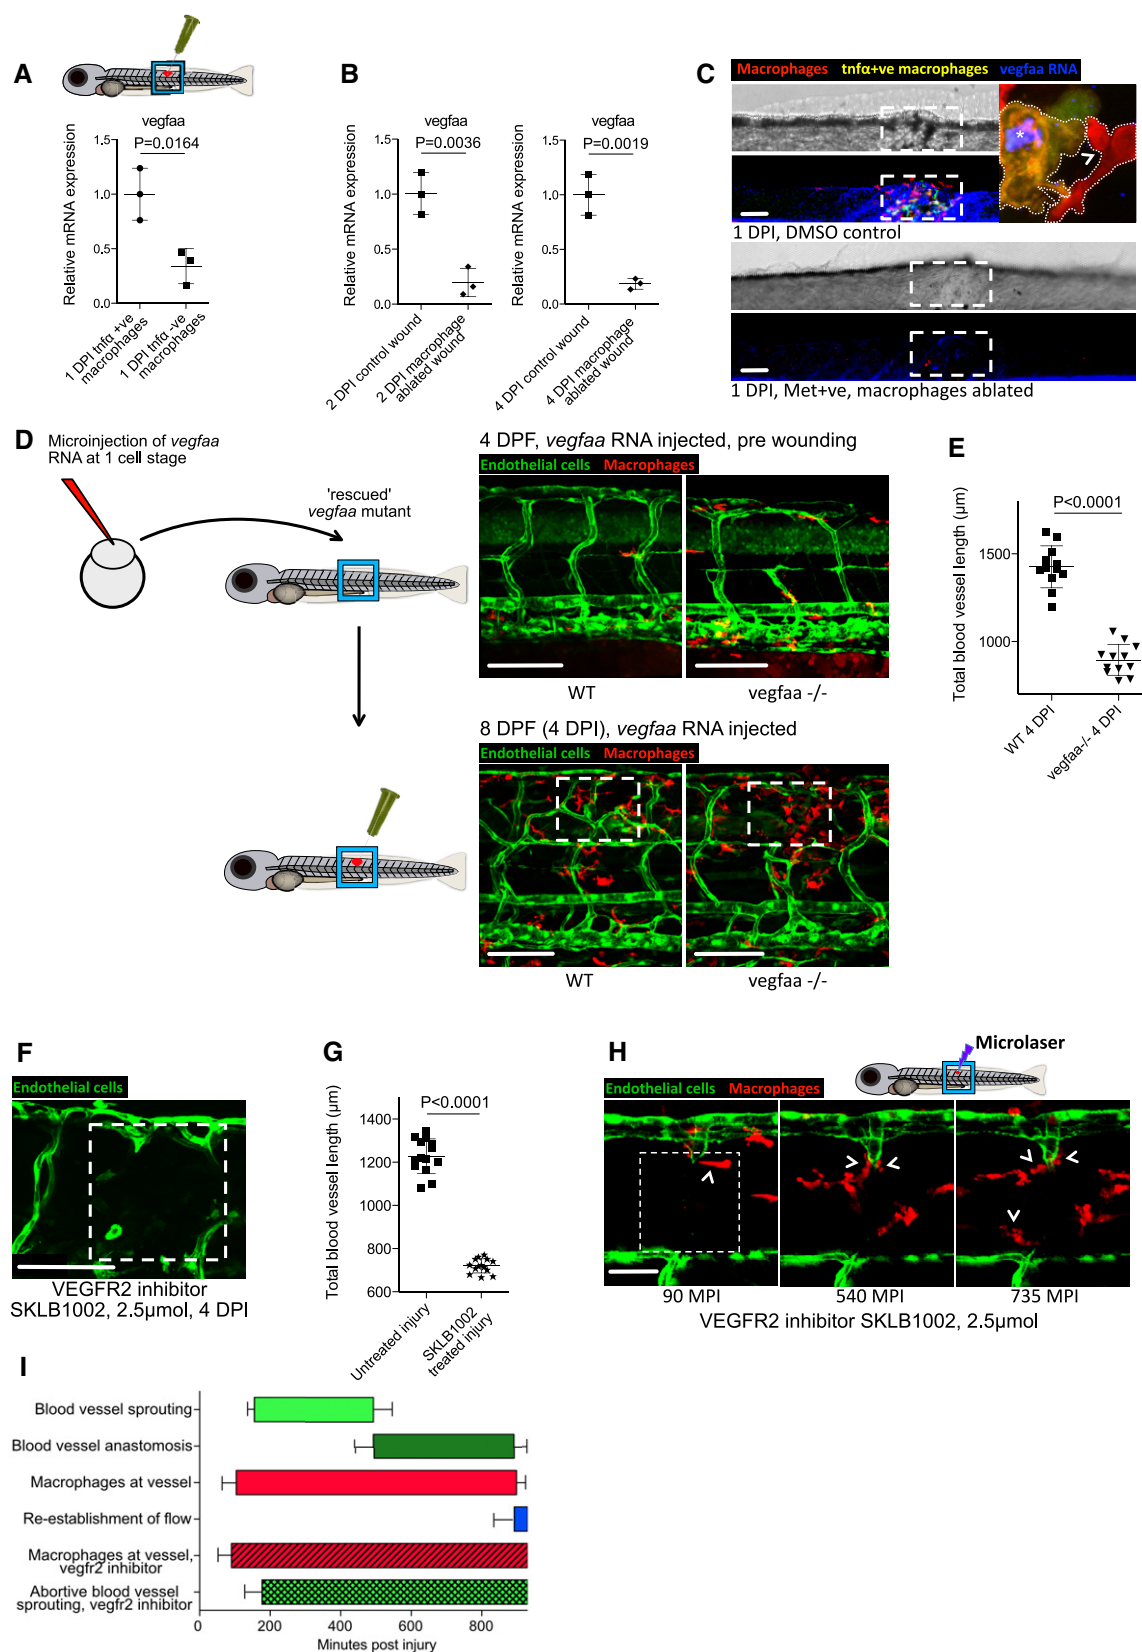 A
vegfaa
P=0.0164
Relative mRNA expression
1.5
1.0
0.5
0.0
1 DPI tnfα +ve
macrophages
1 DPI tnfα -ve
macrophages
B
vegfaa
P=0.0036
Relative mRNA expression
1.5
1.0
0.5
0.0
2 DPI control wound
2 DPI macrophage
ablated wound
vegfaa
P=0.0019
Relative mRNA expression
1.5
1.0
0.5
0.0
4 DPI control wound
4 DPI macrophage
ablated wound
C
Macrophages tnfα+ve macrophages vegfaa RNA
*
1 DPI, DMSO control
1 DPI, Met+ve, macrophages ablated
D
Microinjection of vegfaa
RNA at 1 cell stage
'rescued'
vegfaa mutant
4 DPF, vegfaa RNA injected, pre wounding
Endothelial cells Macrophages
WT
vegfaa -/-
8 DPF (4 DPI), vegfaa RNA injected
Endothelial cells Macrophages
WT
vegfaa -/-
E
P<0.0001
Total blood vessel length (µm)
1500
1000
WT 4 DPI
vegfaa-/- 4 DPI
F
Endothelial cells
VEGFR2 inhibitor
SKLB1002, 2.5µmol, 4 DPI
G
P<0.0001
Total blood vessel length (µm)
1400
1200
1000
800
600
Untreated injury
SKLB1002
treated injury
H
Microlaser
Endothelial cells Macrophages
90 MPI
540 MPI
735 MPI
VEGFR2 inhibitor SKLB1002, 2.5µmol
I
Blood vessel sprouting
Blood vessel anastomosis
Macrophages at vessel
Re-establishment of flow
Macrophages at vessel,
vegfr2 inhibitor
Abortive blood vessel
sprouting, vegfr2 inhibitor
0 200 400 600 800
Minutes post injury